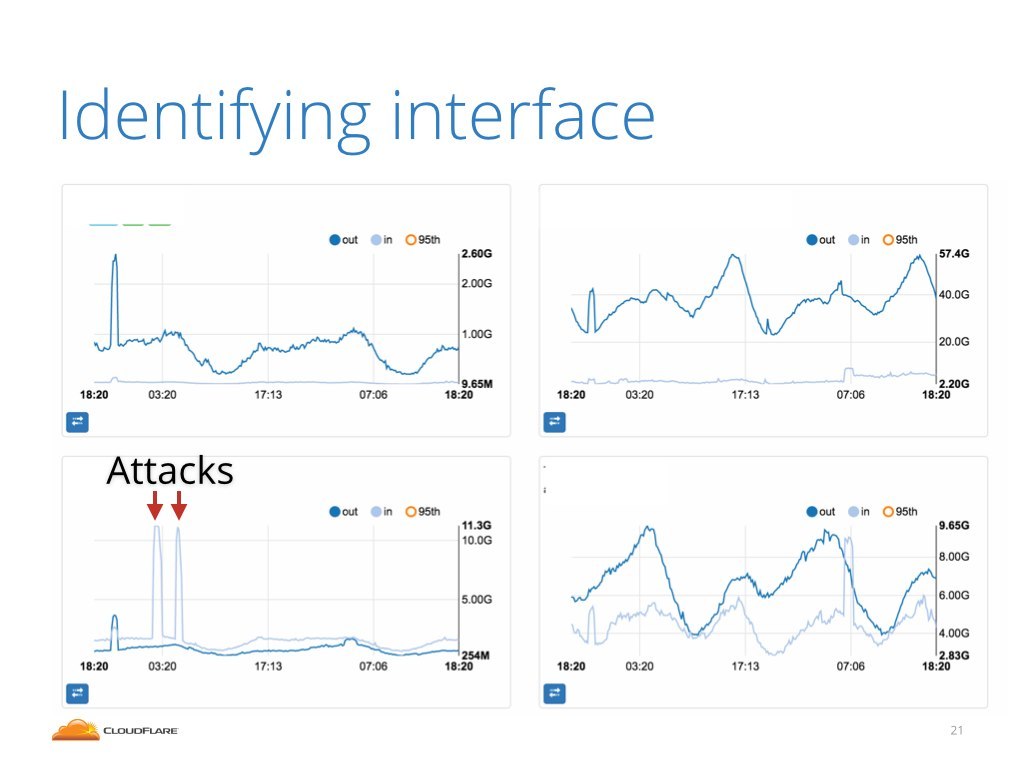 Identifying interface
out in 95th
2.60G
2.00G
1.00G
9.65M
18:20 03:20 17:13 07:06 18:20
out in 95th
57.4G
40.0G
20.0G
2.20G
18:20 03:20 17:13 07:06 18:20
Attacks
out in 95th
11.3G
10.0G
5.00G
254M
18:20 03:20 17:13 07:06 18:20
out in 95th
9.65G
8.00G
6.00G
4.00G
2.83G
18:20 03:20 17:13 07:06 18:20
CLOUDFLARE
21